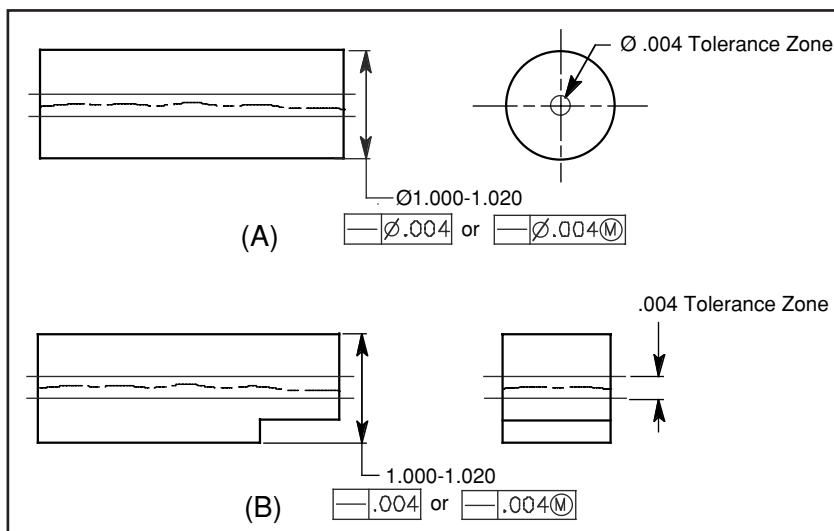 Ø .004 Tolerance Zone
Ø1.000-1.020
(A)
⏤ Ø.004 or ⏤ Ø.004Ⓜ
.004 Tolerance Zone
1.000-1.020
(B)
⏤ .004 or ⏤ .004Ⓜ